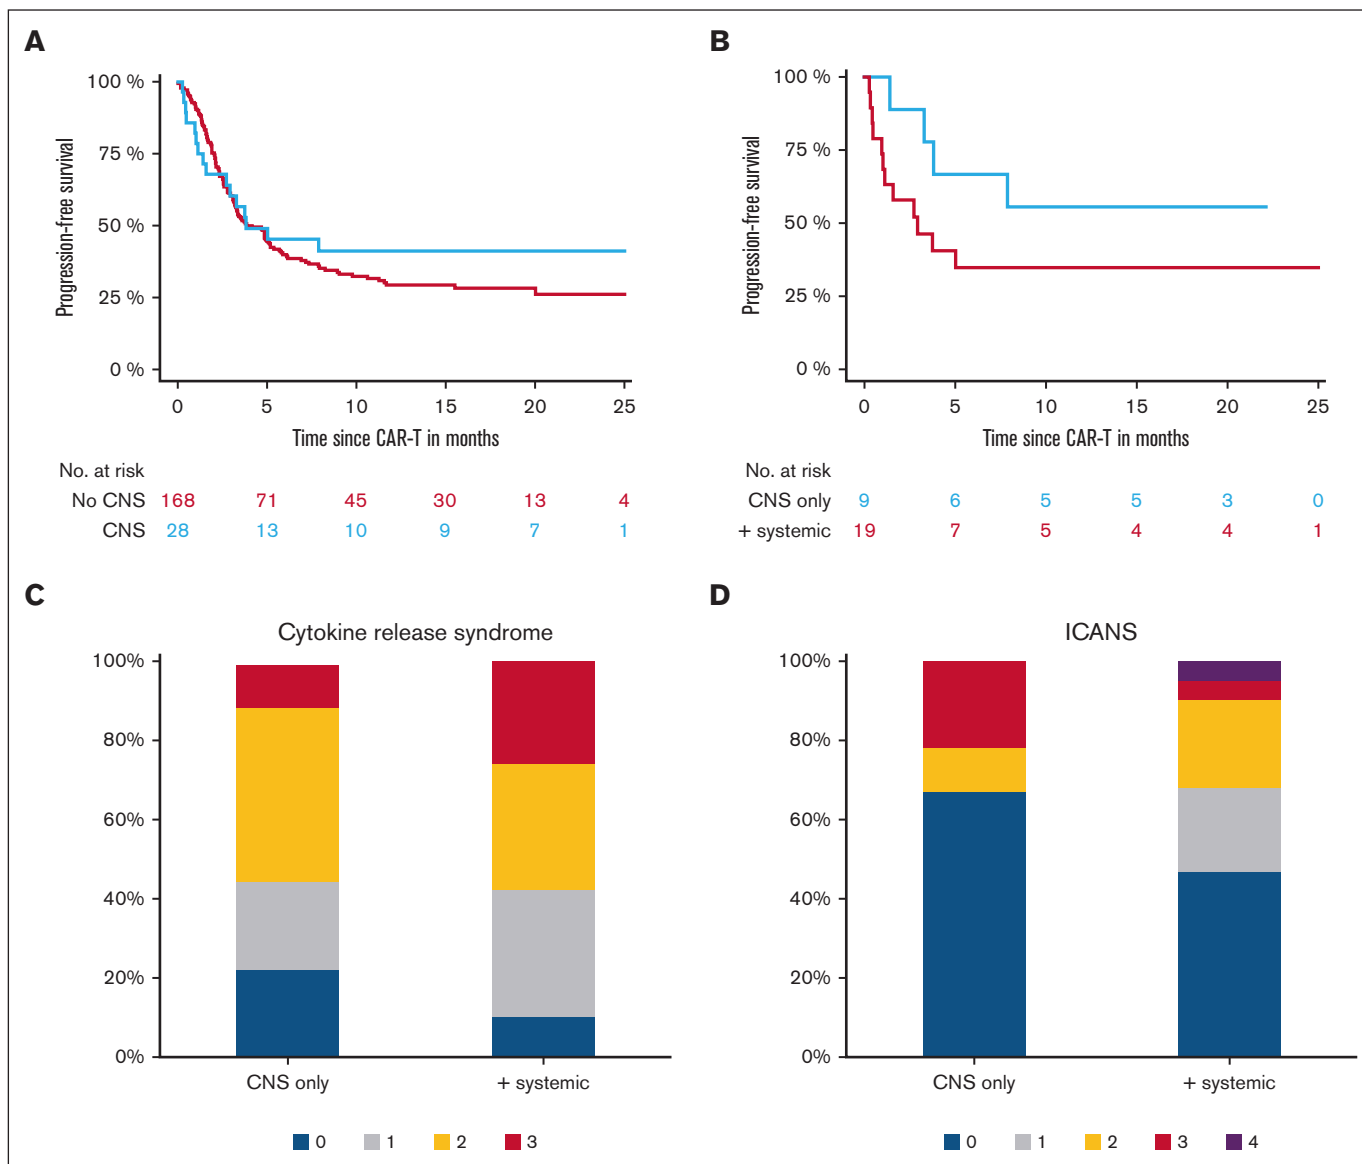 A
Progression-free survival
100 %
75 %
50 %
25 %
0 %
0 5 10 15 20 25
Time since CAR-T in months
No. at risk
No CNS 168 71 45 30 13 4
CNS 28 13 10 9 7 1
B
Progression-free survival
100 %
75 %
50 %
25 %
0 %
0 5 10 15 20 25
Time since CAR-T in months
No. at risk
CNS only 9 6 5 5 3 0
+ systemic 19 7 5 4 4 1
C
Cytokine release syndrome
100%
80%
60%
40%
20%
0%
CNS only + systemic
0 1 2 3
D
ICANS
100%
80%
60%
40%
20%
0%
CNS only + systemic
0 1 2 3 4